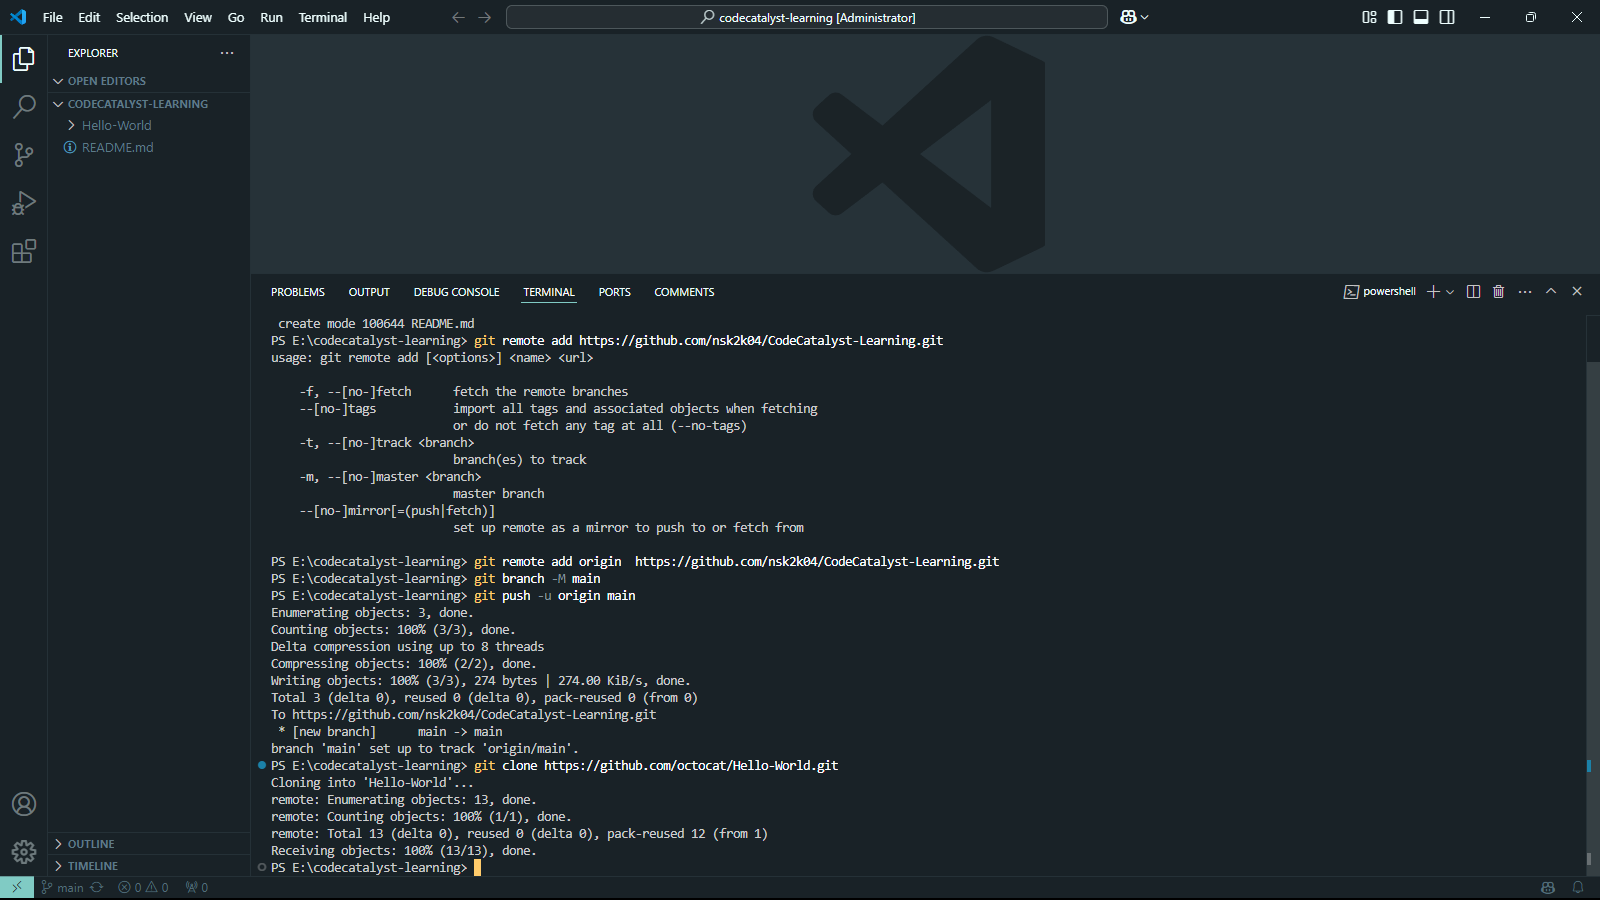 File Edit Selection View Go Run Terminal Help
codecatalyst-learning [Administrator]
EXPLORER
OPEN EDITORS
CODECATALYST-LEARNING
Hello-World
README.md
OUTLINE
TIMELINE
PROBLEMS OUTPUT DEBUG CONSOLE TERMINAL PORTS COMMENTS
powershell
create mode 100644 README.md
PS E:\codecatalyst-learning> git remote add https://github.com/nsk2k04/CodeCatalyst-Learning.git
usage: git remote add [<options>] <name> <url>
-f, --[no-]fetch fetch the remote branches
--[no-]tags import all tags and associated objects when fetching
or do not fetch any tag at all (--no-tags)
-t, --[no-]track <branch>
branch(es) to track
-m, --[no-]master <branch>
master branch
--[no-]mirror[=(push|fetch)]
set up remote as a mirror to push to or fetch from
PS E:\codecatalyst-learning> git remote add origin  https://github.com/nsk2k04/CodeCatalyst-Learning.git
PS E:\codecatalyst-learning> git branch -M main
PS E:\codecatalyst-learning> git push -u origin main
Enumerating objects: 3, done.
Counting objects: 100% (3/3), done.
Delta compression using up to 8 threads
Compressing objects: 100% (2/2), done.
Writing objects: 100% (3/3), 274 bytes | 274.00 KiB/s, done.
Total 3 (delta 0), reused 0 (delta 0), pack-reused 0 (from 0)
To https://github.com/nsk2k04/CodeCatalyst-Learning.git
* [new branch] main -> main
branch 'main' set up to track 'origin/main'.
PS E:\codecatalyst-learning> git clone https://github.com/octocat/Hello-World.git
Cloning into 'Hello-World'...
remote: Enumerating objects: 13, done.
remote: Counting objects: 100% (1/1), done.
remote: Total 13 (delta 0), reused 0 (delta 0), pack-reused 12 (from 1)
Receiving objects: 100% (13/13), done.
PS E:\codecatalyst-learning>
main 0 0 0